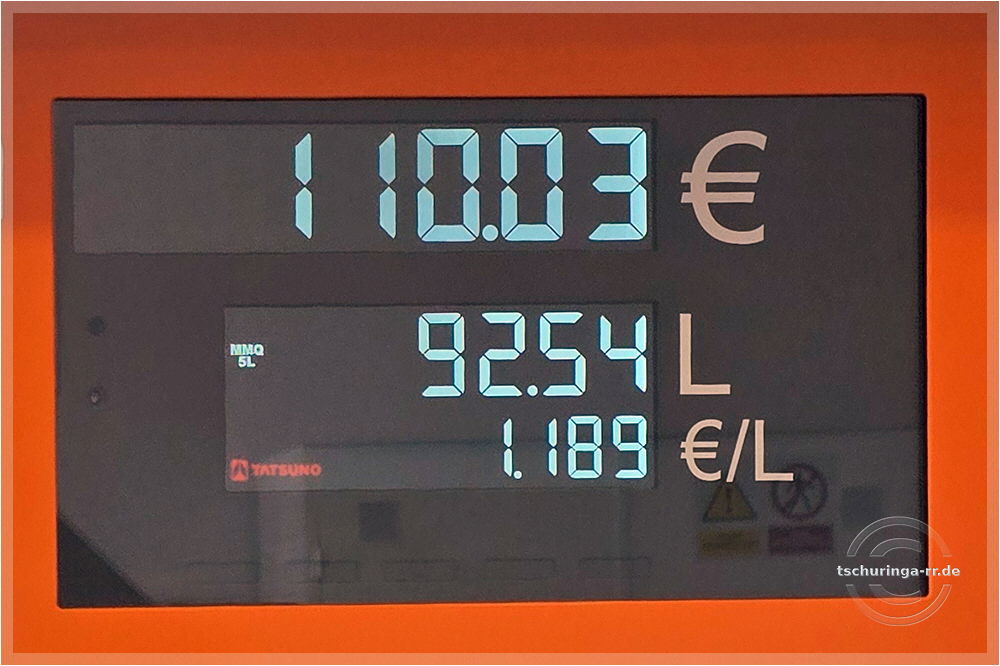 110.03 €
MMQ
5L
92.54 L
1.189 €/L
TATSUNO
tschuringa-rr.de